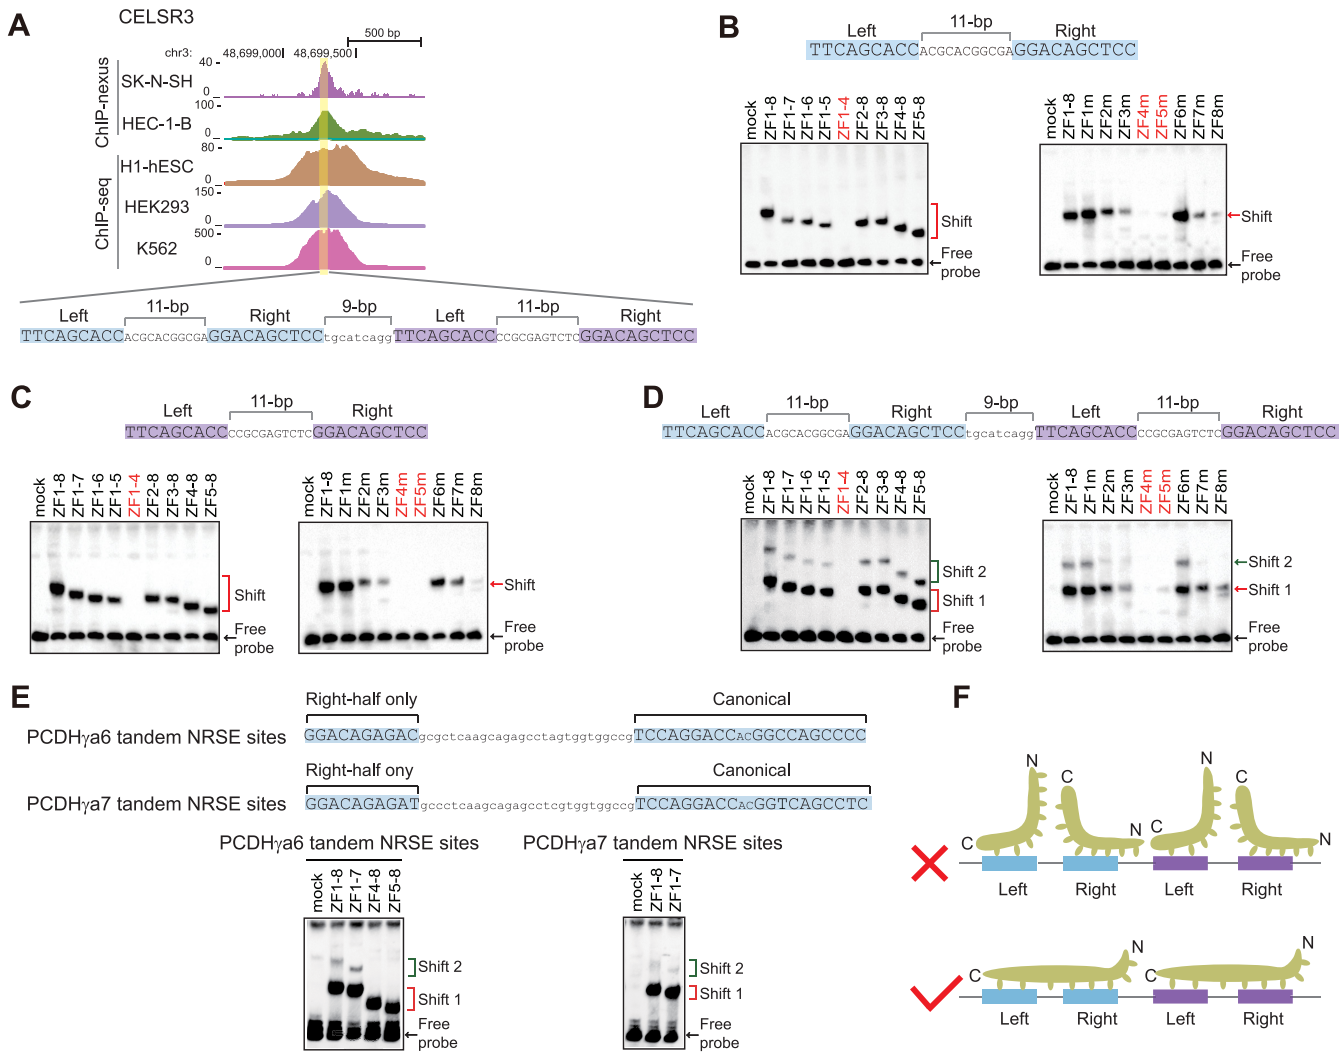 A
CELSR3
500 bp
chr3: 48,699,000 48,699,500
ChIP-nexus
SK-N-SH
40
0
HEC-1-B
100
0
ChIP-seq
H1-hESC
80
0
HEK293
150
0
K562
500
0
Left 11-bp Right 9-bp Left 11-bp Right
TTCAGCACCACGCACGGCGAGGACAGCTCCtgcatcaggTTCAGCACCCCGCGAGTCTCGGACAGCTCC
B
Left 11-bp Right
TTCAGCACCACGCACGGCGAGGACAGCTCC
mock ZF1-8 ZF1-7 ZF1-6 ZF1-5 ZF1-4 ZF2-8 ZF3-8 ZF4-8 ZF5-8
Shift
Free probe
mock ZF1-8 ZF1m ZF2m ZF3m ZF4m ZF5m ZF6m ZF7m ZF8m
Shift
Free probe
C
Left 11-bp Right
TTCAGCACCCCGCGAGTCTCGGACAGCTCC
mock ZF1-8 ZF1-7 ZF1-6 ZF1-5 ZF1-4 ZF2-8 ZF3-8 ZF4-8 ZF5-8
Shift
Free probe
mock ZF1-8 ZF1m ZF2m ZF3m ZF4m ZF5m ZF6m ZF7m ZF8m
Shift
Free probe
D
Left 11-bp Right 9-bp Left 11-bp Right
TTCAGCACCACGCACGGCGAGGACAGCTCCtgcatcaggTTCAGCACCCCGCGAGTCTCGGACAGCTCC
mock ZF1-8 ZF1-7 ZF1-6 ZF1-5 ZF1-4 ZF2-8 ZF3-8 ZF4-8 ZF5-8
Shift 2
Shift 1
Free probe
mock ZF1-8 ZF1m ZF2m ZF3m ZF4m ZF5m ZF6m ZF7m ZF8m
Shift 2
Shift 1
Free probe
E
Right-half only Canonical
PCDHγa6 tandem NRSE sites GGACAGAGACgcgctcaagcagagcctagtggtggccgTCCAGGACCACGGCCAGCCCC
Right-half ony Canonical
PCDHγa7 tandem NRSE sites GGACAGAGATgccctcaagcagagcctcgtggtggccgTCCAGGACCACGGTCAGCCTC
PCDHγa6 tandem NRSE sites
mock ZF1-8 ZF1-7 ZF4-8 ZF5-8
Shift 2
Shift 1
Free probe
PCDHγa7 tandem NRSE sites
mock ZF1-8 ZF1-7
Shift 2
Shift 1
Free probe
F
N C N C
C N C N
Left Right Left Right
N N
C C
Left Right Left Right